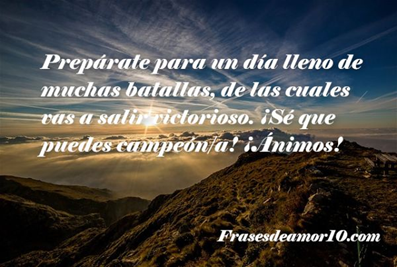 Prepárate para un día lleno de
muchas batallas, de las cuales
vas a salir victorioso. ¡Sé que
puedes campeón/a! ¡Ánimos!
Frasesdeamor10.com